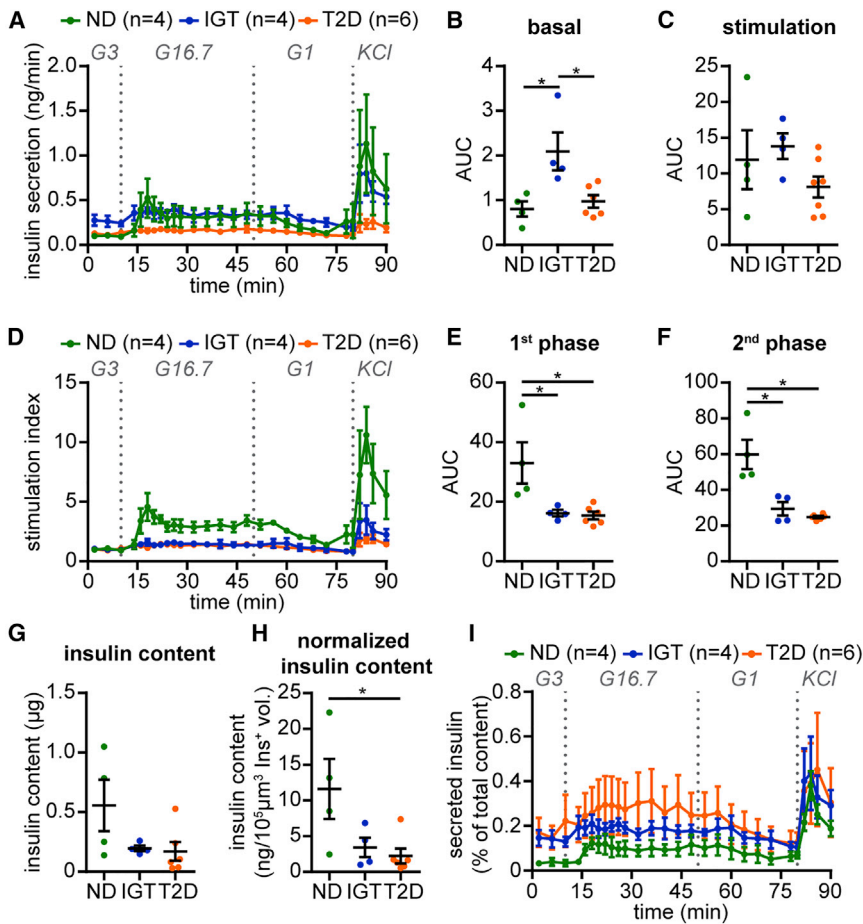 A
ND (n=4) IGT (n=4) T2D (n=6)
G3 G16.7 G1 KCl
insulin secretion (ng/min)
2.0
1.5
1.0
0.5
0.0
0 15 30 45 60 75 90
time (min)
B
basal
AUC
4
3
2
1
0
ND IGT T2D
* *
C
stimulation
AUC
25
20
15
10
5
0
ND IGT T2D
D
ND (n=4) IGT (n=4) T2D (n=6)
G3 G16.7 G1 KCl
stimulation index
15
10
5
0
0 15 30 45 60 75 90
time (min)
E
1st phase
AUC
60
40
20
0
*
*
ND IGT T2D
F
2nd phase
AUC
100
80
60
40
20
0
*
*
ND IGT T2D
G
insulin content
insulin content (µg)
1.5
1.0
0.5
0
ND IGT T2D
H
normalized
insulin content
insulin content
(ng/10⁵µm³ Ins⁺ vol.)
25
20
15
10
5
0
*
ND IGT T2D
I
ND (n=4) IGT (n=4) T2D (n=6)
G3 G16.7 G1 KCl
secreted insulin
(% of total content)
0.8
0.6
0.4
0.2
0
0 15 30 45 60 75 90
time (min)